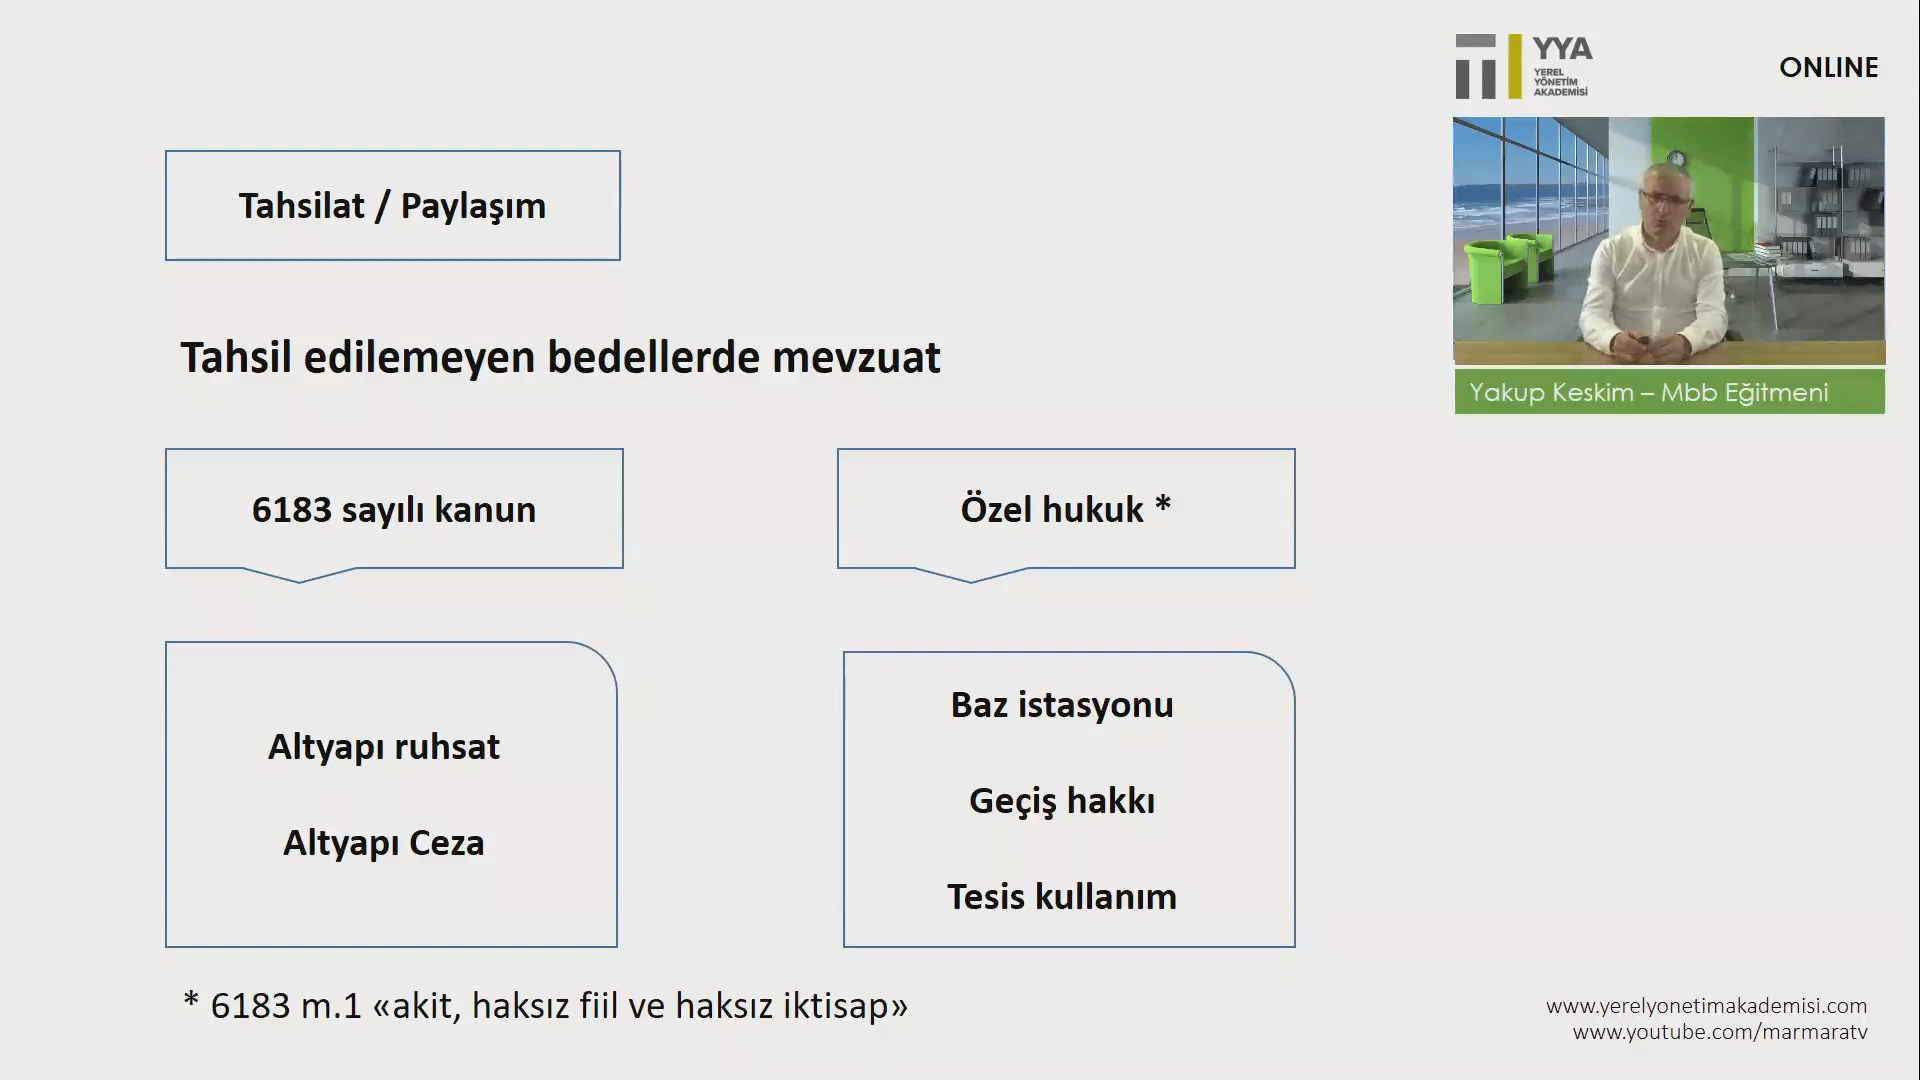 YYA
YEREL
YÖNETİM
AKADEMİSİ
ONLINE
Tahsilat / Paylaşım
Tahsil edilemeyen bedellerde mevzuat
Yakup Keskim – Mbb Eğitmeni
6183 sayılı kanun
Özel hukuk *
Altyapı ruhsat
Altyapı Ceza
Baz istasyonu
Geçiş hakkı
Tesis kullanım
* 6183 m.1 «akit, haksız fiil ve haksız iktisap»
www.yerelyonetimakademisi.com
www.youtube.com/marmaratv